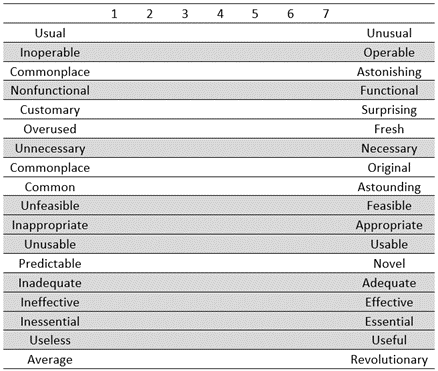 1 2 3 4 5 6 7
Usual Unusual
Inoperable Operable
Commonplace Astonishing
Nonfunctional Functional
Customary Surprising
Overused Fresh
Unnecessary Necessary
Commonplace Original
Common Astounding
Unfeasible Feasible
Inappropriate Appropriate
Unusable Usable
Predictable Novel
Inadequate Adequate
Ineffective Effective
Inessential Essential
Useless Useful
Average Revolutionary